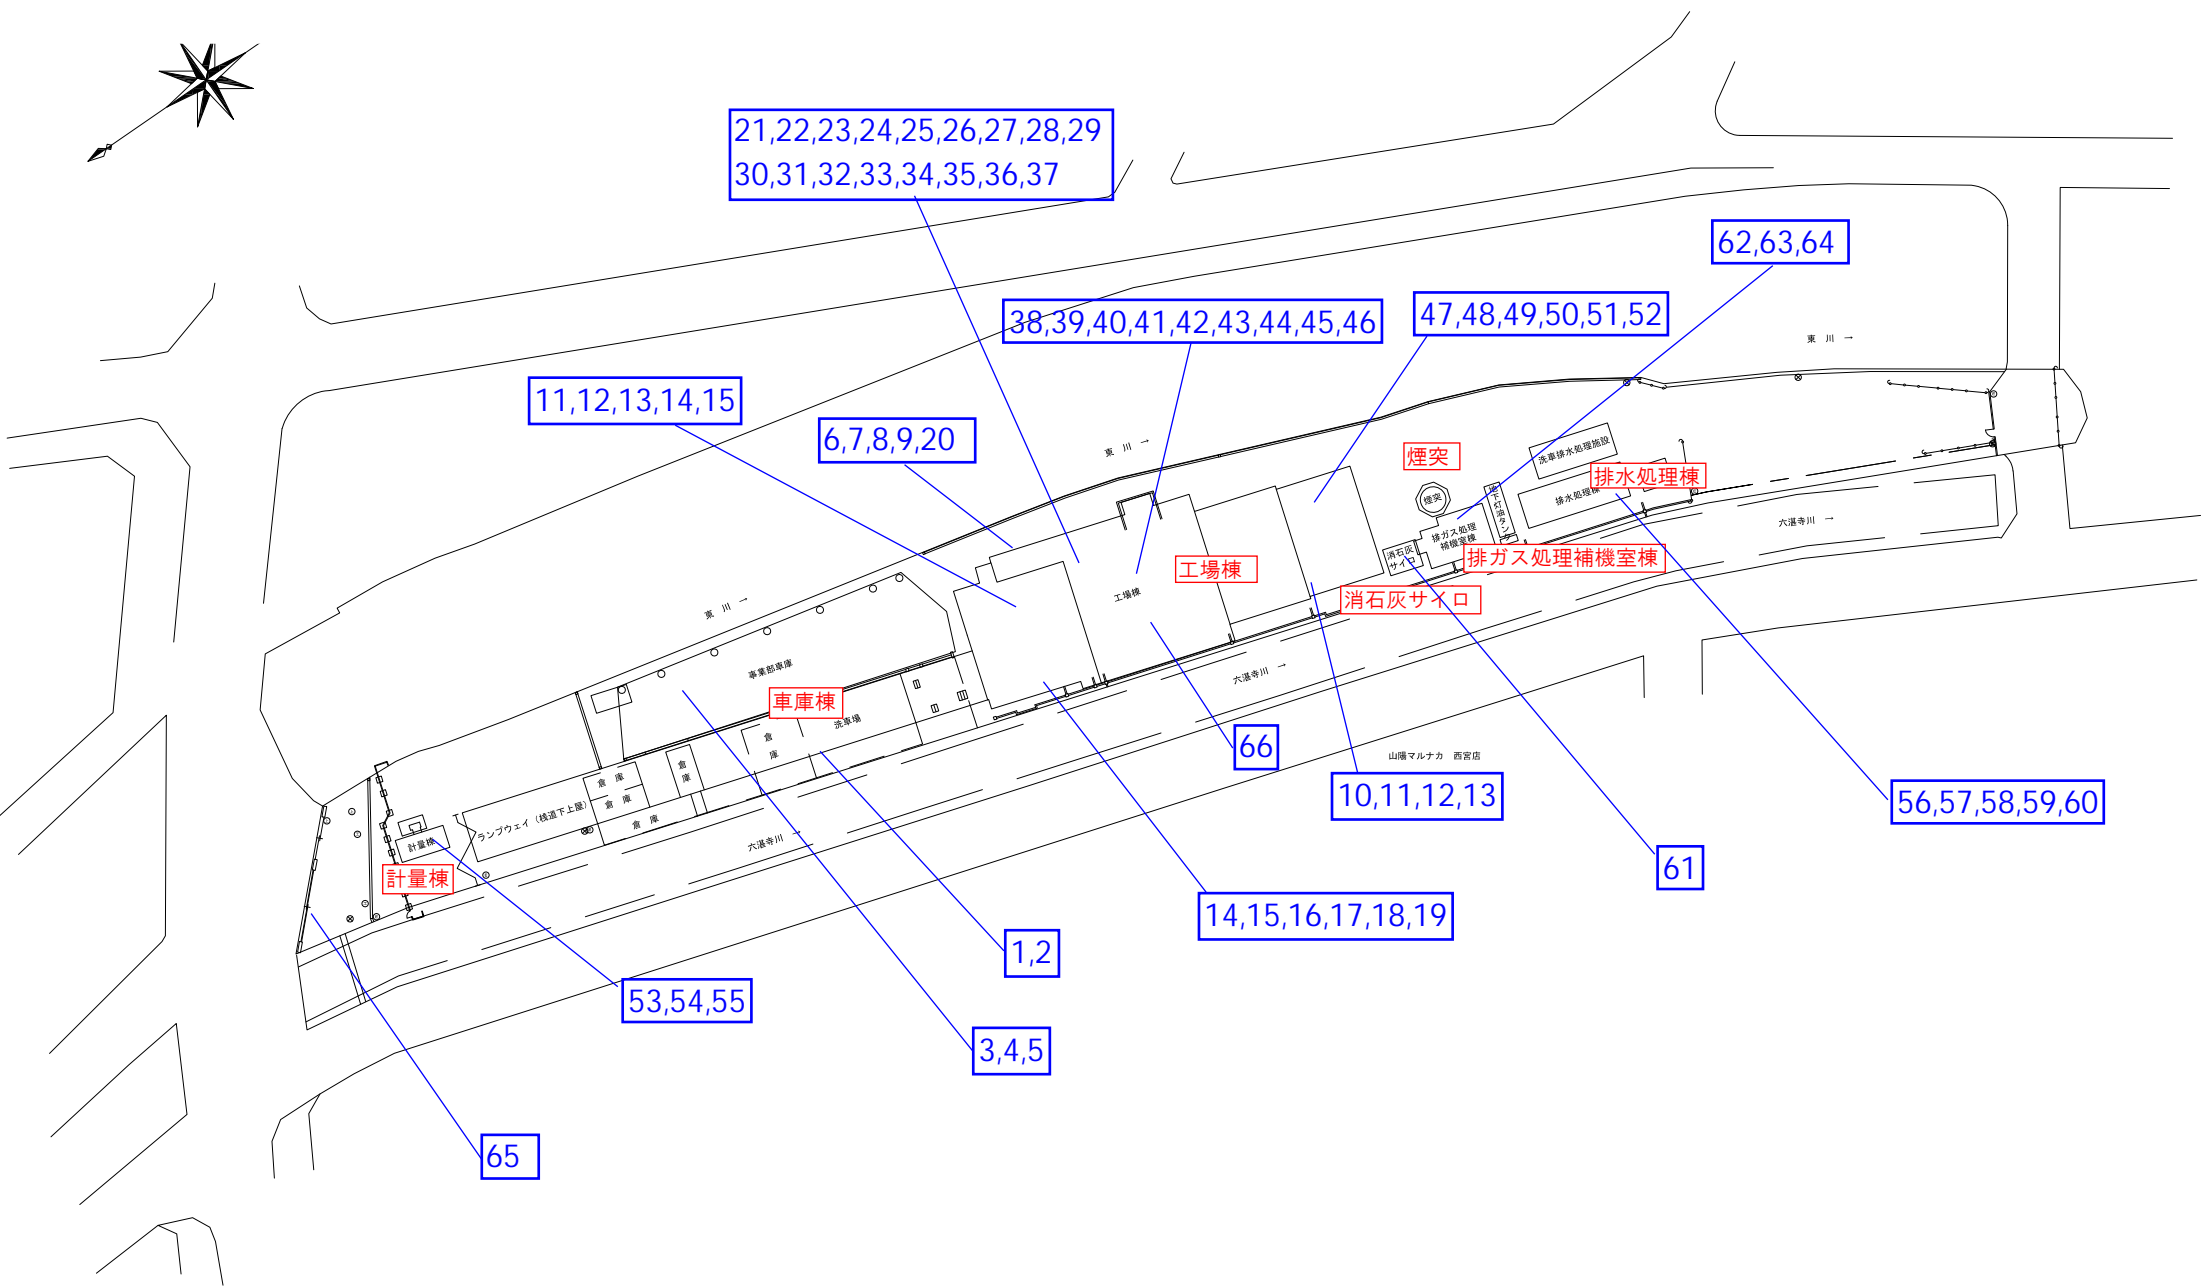 21,22,23,24,25,26,27,28,29
30,31,32,33,34,35,36,37
62,63,64
38,39,40,41,42,43,44,45,46
47,48,49,50,51,52
東 川 →
11,12,13,14,15
6,7,8,9,20
東 川 →
煙突
洗車排水処理施設
排水処理棟
排水処理棟
煙突
地下灯油タンク
六湛寺川 →
排ガス処理
補機室棟
消石灰
サイロ
排ガス処理補機室棟
工場棟
工場棟
消石灰サイロ
東 川 →
事業部車庫
六湛寺川 →
車庫棟
洗車場
倉庫
66
山陽マルナカ 西宮店
倉庫
倉 庫
倉 庫
倉 庫
10,11,12,13
56,57,58,59,60
ランプウェイ(桟道下上屋)
六湛寺川 →
計量棟
計量棟
61
14,15,16,17,18,19
1,2
53,54,55
3,4,5
65